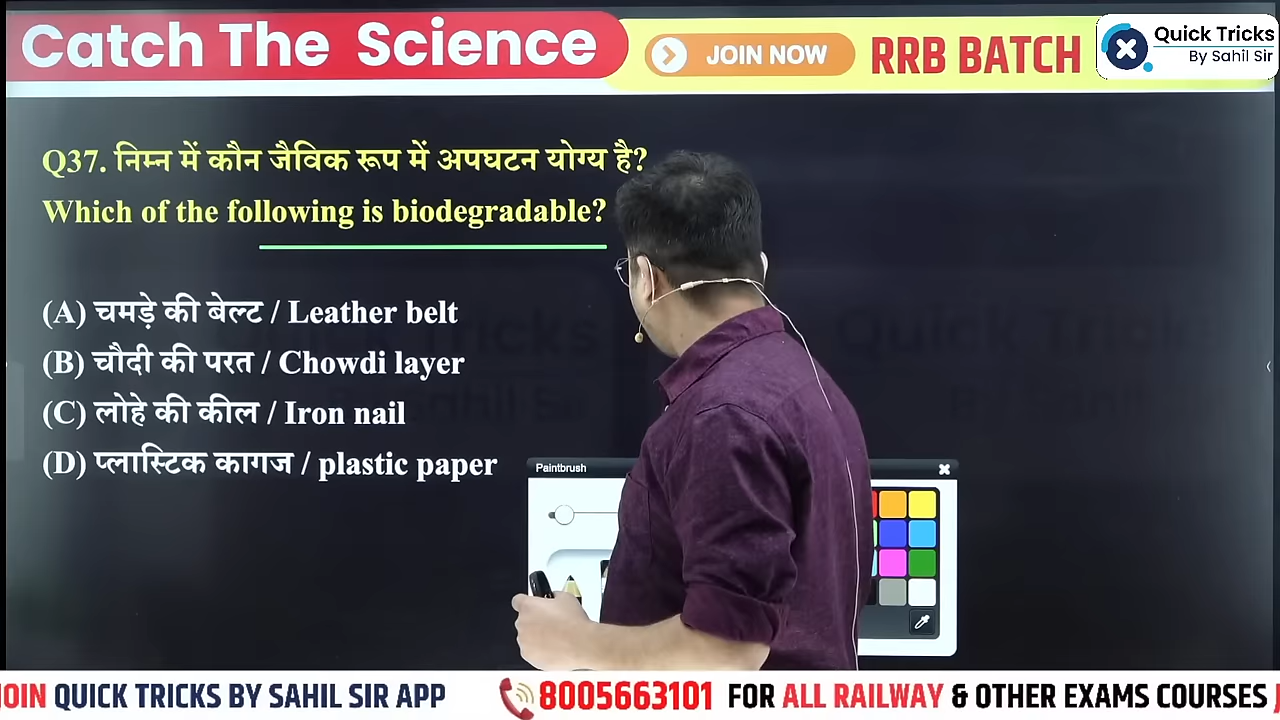 Catch The Science
JOIN NOW
RRB BATCH
Quick Tricks
By Sahil Sir
Q37. निम्न में कौन जैविक रूप में अपघटन योग्य है?
Which of the following is biodegradable?
(A) चमड़े की बेल्ट / Leather belt
(B) चौदी की परत / Chowdi layer
(C) लोहे की कील / Iron nail
(D) प्लास्टिक कागज / plastic paper
Paintbrush
JOIN QUICK TRICKS BY SAHIL SIR APP
8005663101 FOR ALL RAILWAY & OTHER EXAMS COURSES